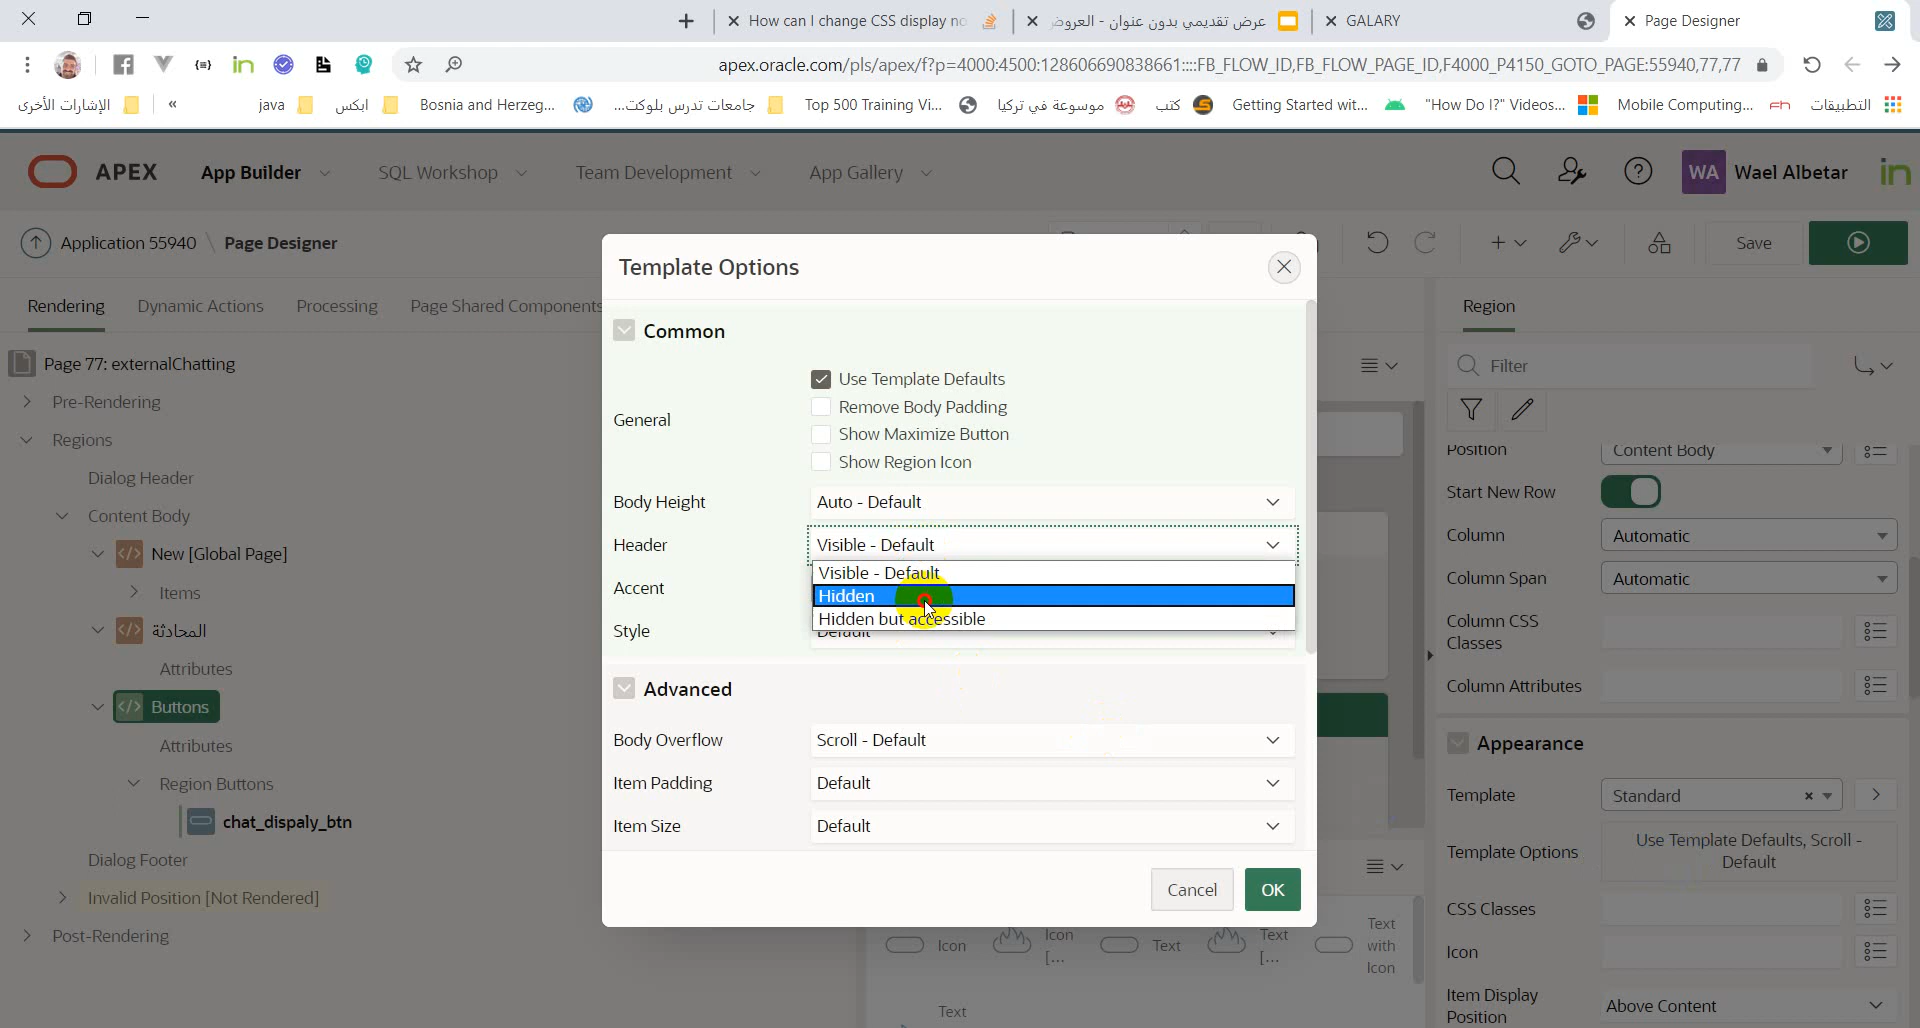 How can I change CSS display no
عرض تقديمي بدون عنوان - العروض
GALARY
Page Designer
apex.oracle.com/pls/apex/f?p=4000:4500:128606690838661::::FB_FLOW_ID,FB_FLOW_PAGE_ID,F4000_P4150_GOTO_PAGE:55940,77,77
الإشارات الأخرى
«
java
ابكس
Bosnia and Herzeg...
جامعات تدرس بلوكت...
Top 500 Training Vi...
موسوعة في تركيا
كتب
Getting Started wit...
"How Do I?" Videos...
Mobile Computing...
التطبيقات
APEX
App Builder
SQL Workshop
Team Development
App Gallery
WA
Wael Albetar
in
Application 55940 \ Page Designer
Save
Rendering
Dynamic Actions
Processing
Page Shared Components
Page 77: externalChatting
Pre-Rendering
Regions
Dialog Header
Content Body
New [Global Page]
Items
المحادثة
Attributes
Buttons
Attributes
Region Buttons
chat_dispaly_btn
Dialog Footer
Invalid Position [Not Rendered]
Post-Rendering
Template Options
Common
General
Use Template Defaults
Remove Body Padding
Show Maximize Button
Show Region Icon
Body Height
Auto - Default
Header
Visible - Default
Visible - Default
Hidden
Hidden but accessible
Accent
Style
Default
Advanced
Body Overflow
Scroll - Default
Item Padding
Default
Item Size
Default
Cancel
OK
Icon
Icon
[...
Text
Text
[...
Text
with
Icon
Text
Region
Filter
Position
Content Body
Start New Row
Column
Automatic
Column Span
Automatic
Column CSS
Classes
Column Attributes
Appearance
Template
Standard
Template Options
Use Template Defaults, Scroll -
Default
CSS Classes
Icon
Item Display
Position
Above Content